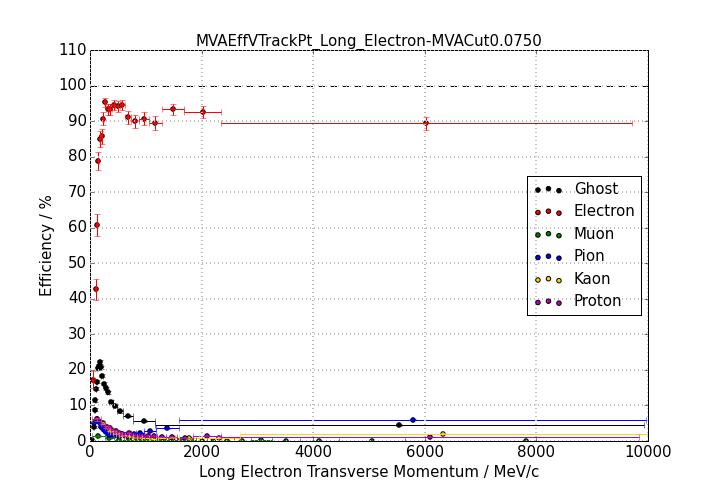 MVAEffVTrackPt_Long_Electron-MVACut0.0750
110
100
90
80
70
60
50
40
30
20
10
0
Efficiency / %
Ghost
Electron
Muon
Pion
Kaon
Proton
0 2000 4000 6000 8000 10000
Long Electron Transverse Momentum / MeV/c